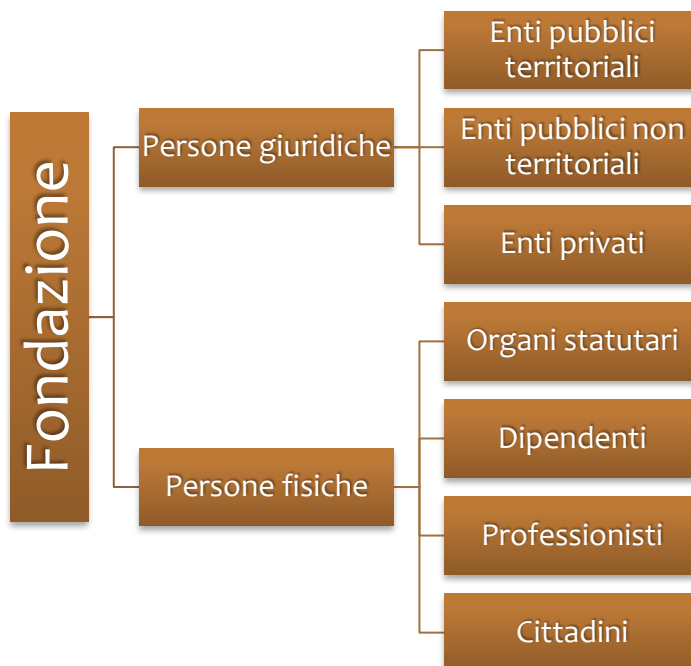 Fondazione
Persone giuridiche
Enti pubblici
territoriali
Enti pubblici non
territoriali
Enti privati
Persone fisiche
Organi statutari
Dipendenti
Professionisti
Cittadini